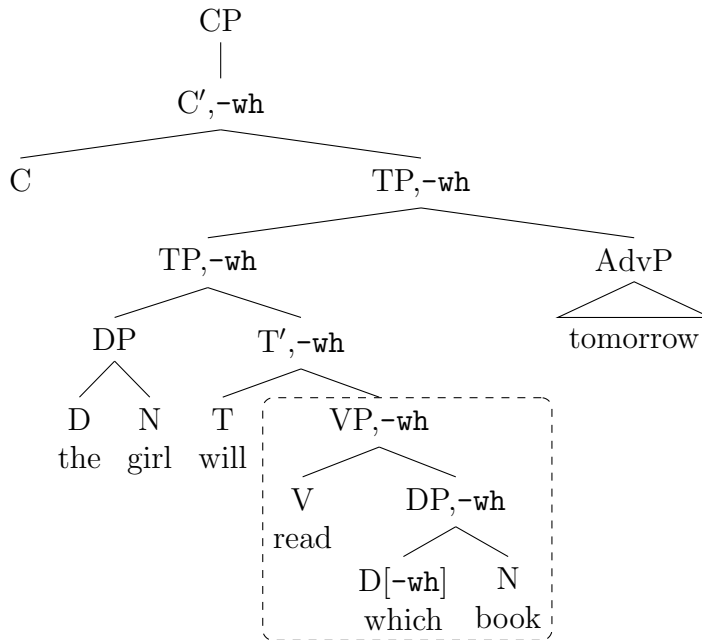 CP
C′,-wh
C TP,-wh
TP,-wh AdvP
DP T′,-wh tomorrow
D N T VP,-wh
the girl will
V DP,-wh
read
D[-wh] N
which book